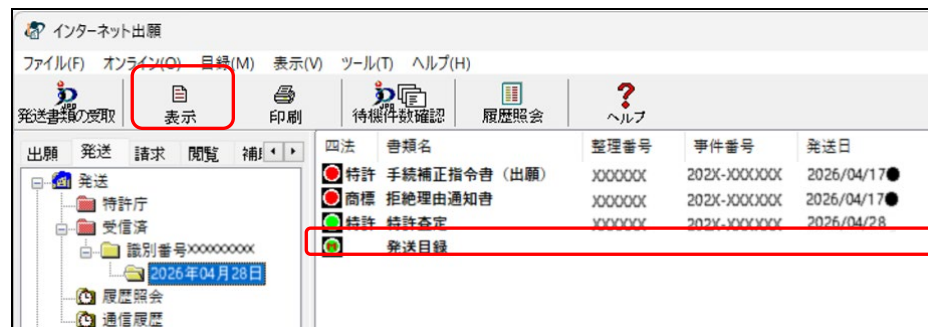 インターネット出願
ファイル(F) オンライン(O) 目録(M) 表示(V) ツール(T) ヘルプ(H)
発送書類の受取 表示 印刷 待機件数確認 履歴照会 ヘルプ
出願 発送 請求 閲覧
四法 書類名 整理番号 事件番号 発送日
発送
特許庁
受信済
識別番号XXXXXXXXX
2026年04月28日
履歴照会
通信履歴
特許 手続補正指令書（出願） XXXXXX 202X-XXXXXX 2026/04/17●
商標 拒絶理由通知書 XXXXXX 202X-XXXXXX 2026/04/17●
特許 特許査定 XXXXXX 202X-XXXXXX 2026/04/28
発送目録